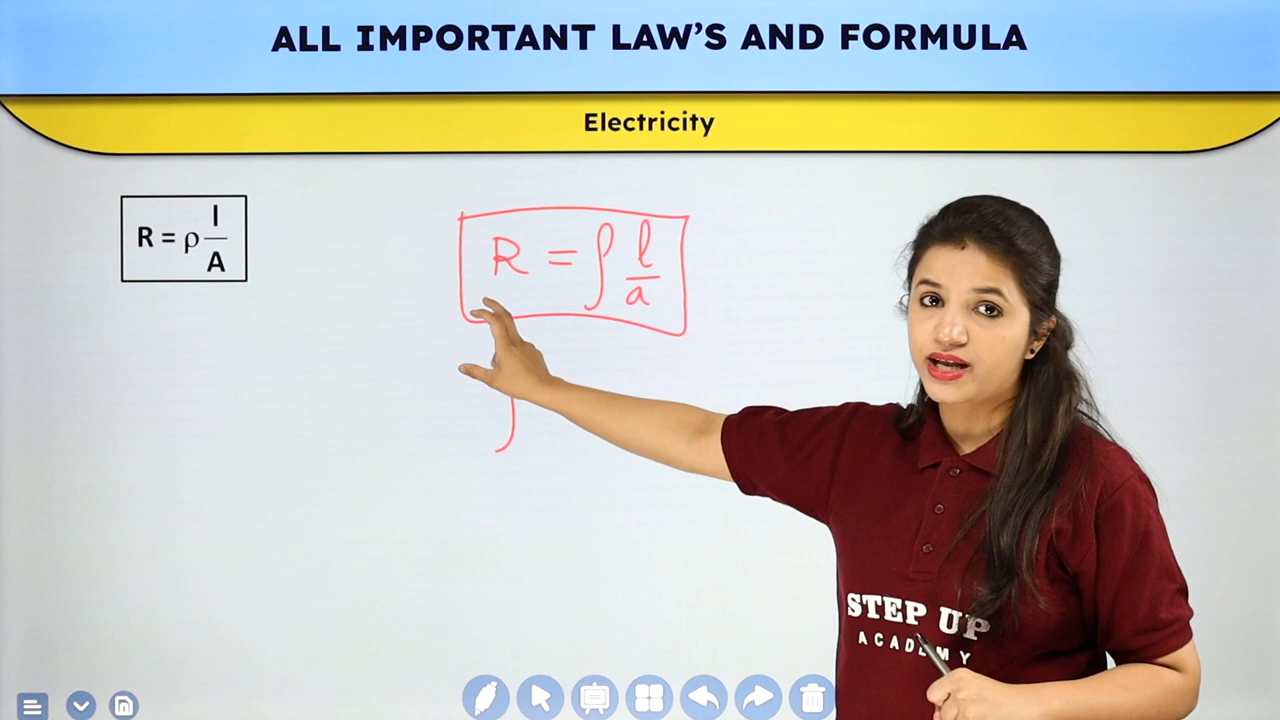 ALL IMPORTANT LAW'S AND FORMULA
Electricity
R = ρ l/A
R = ρ l/a
STEP UP
ACADEMY